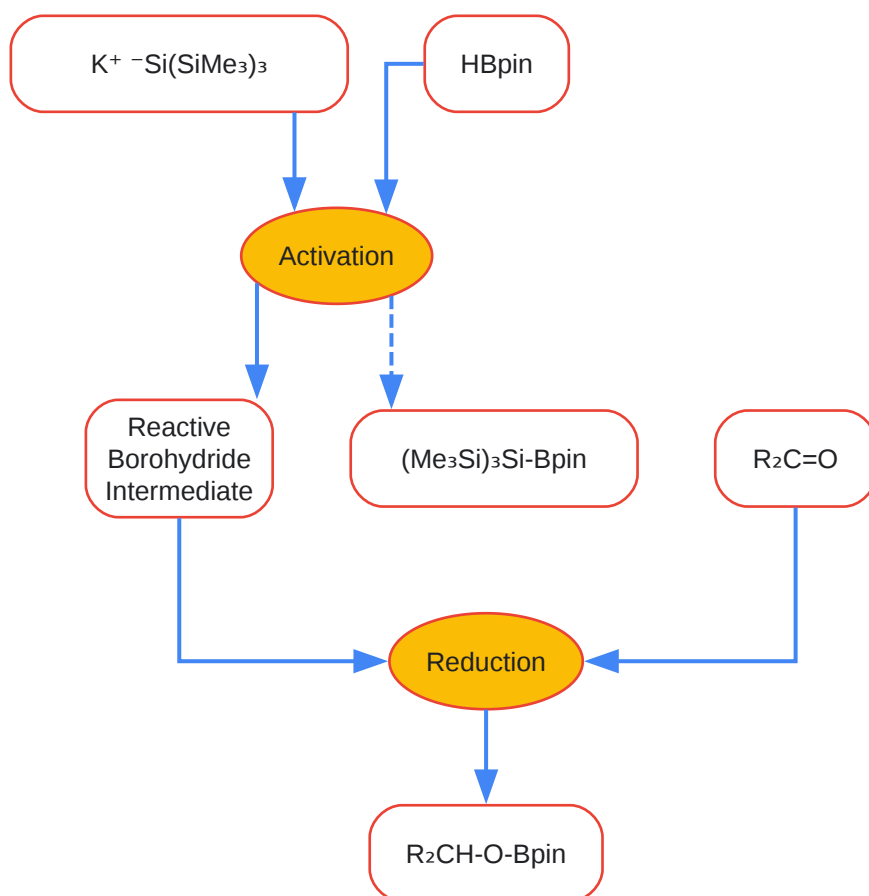 K⁺ ⁻Si(SiMe₃)₃
HBpin
Activation
Reactive
Borohydride
Intermediate
(Me₃Si)₃Si-Bpin
R₂C=O
Reduction
R₂CH-O-Bpin